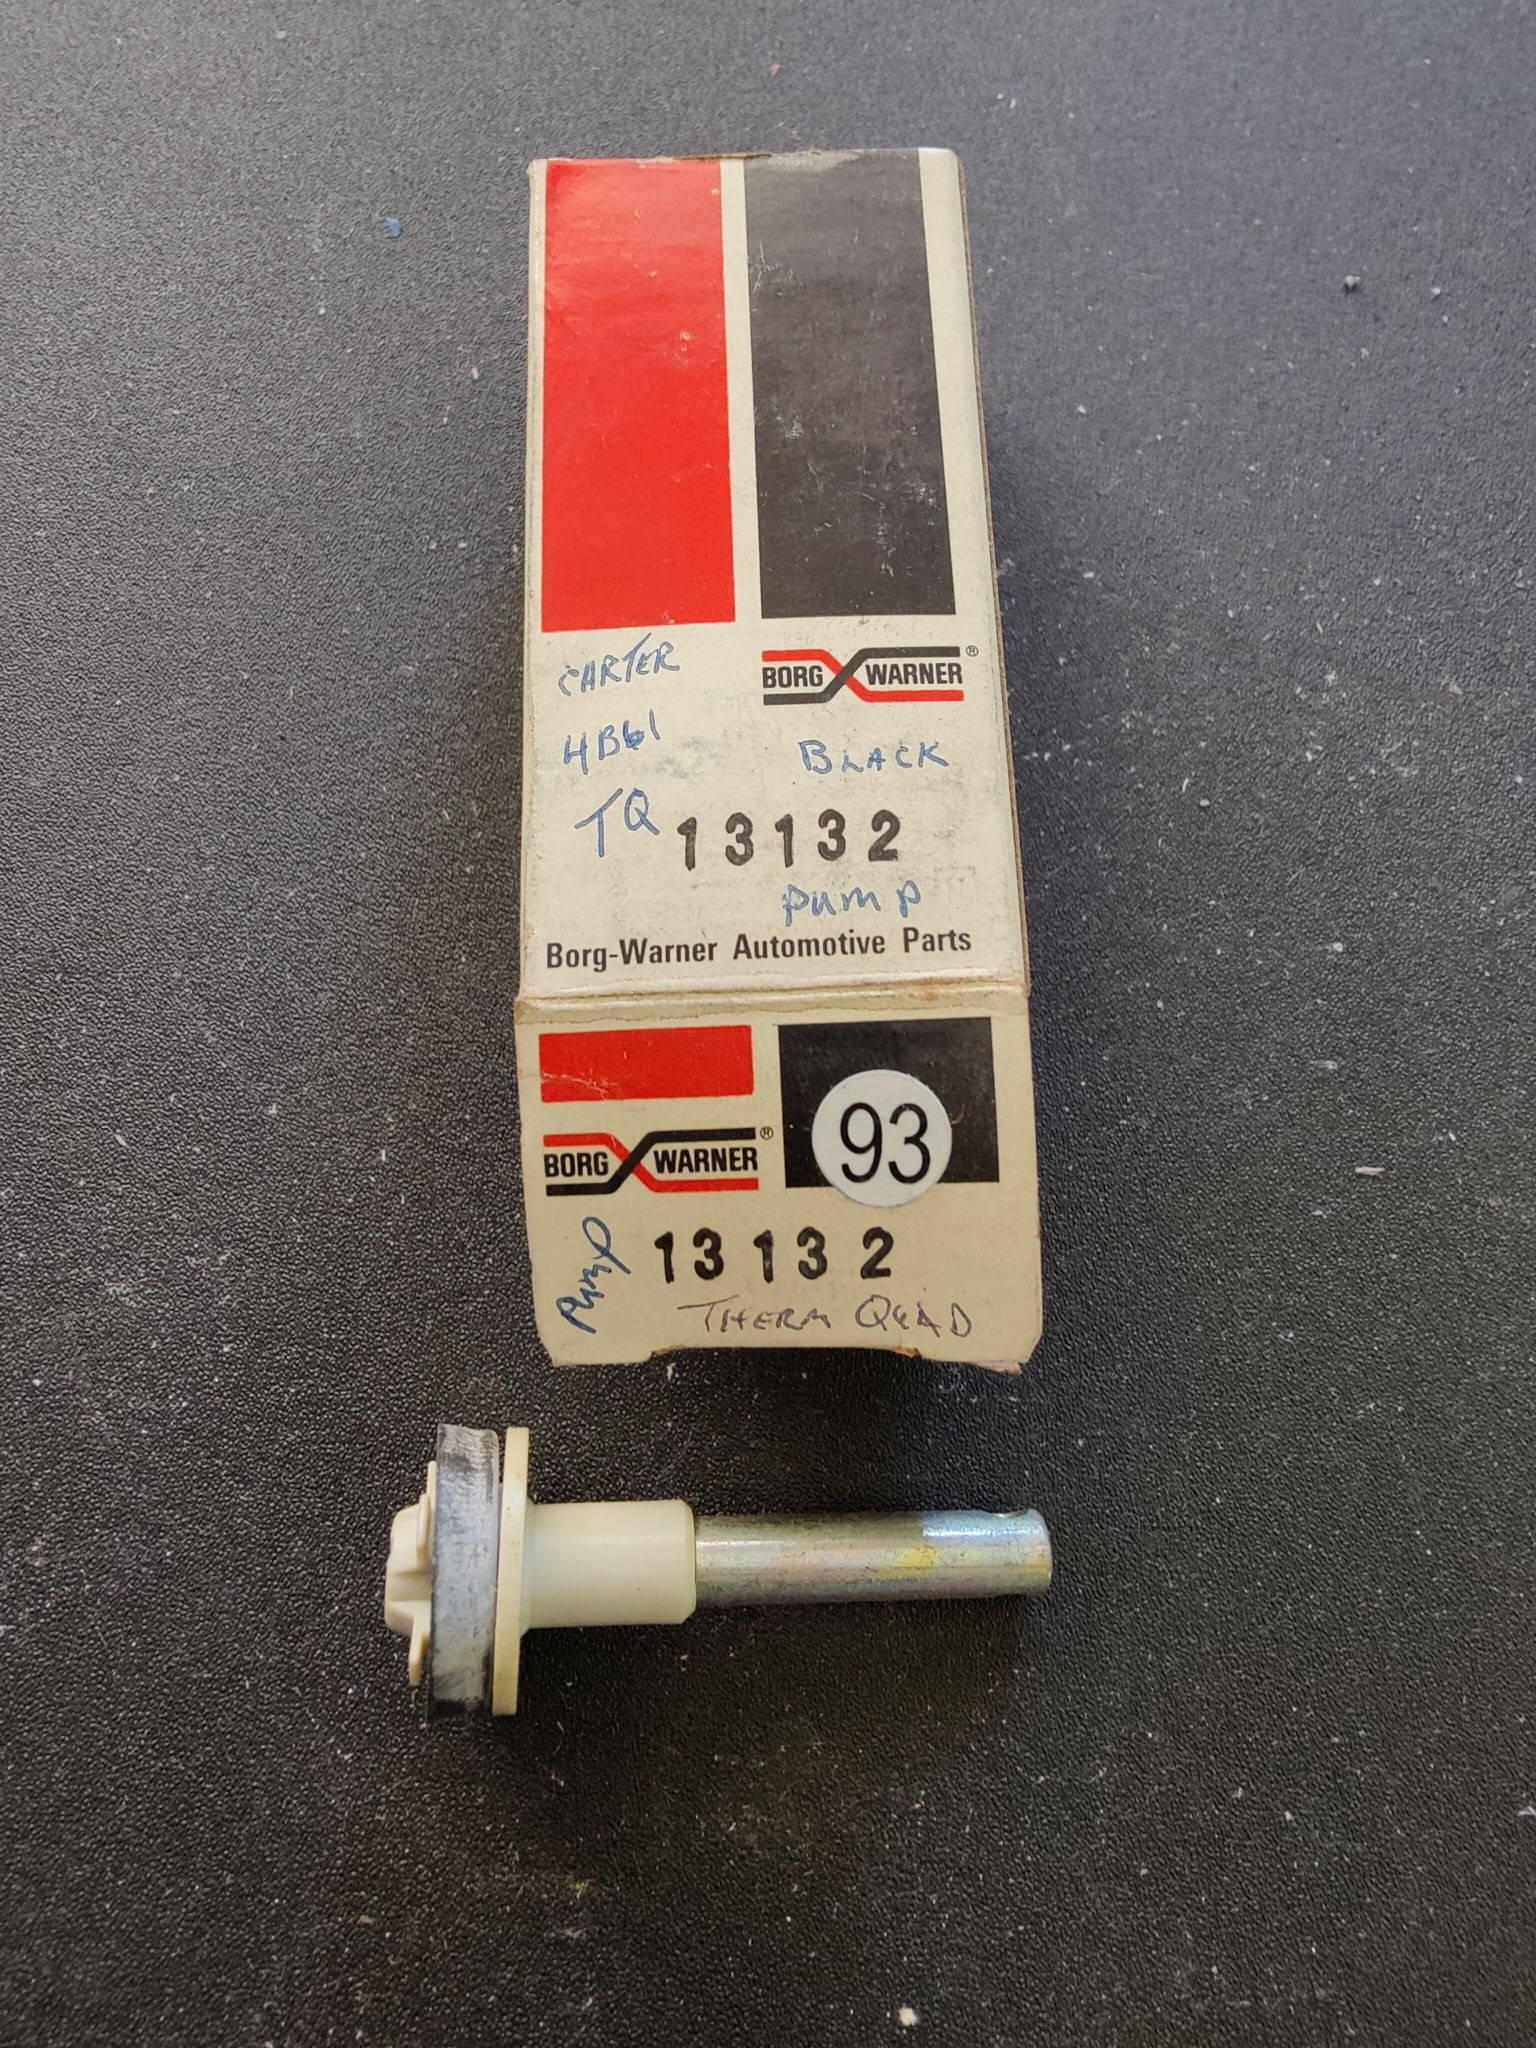 CARTER
BORG WARNER®
4B61
BLACK
TQ
13132
PUMP
Borg-Warner Automotive Parts
93
BORG WARNER®
PUMP
13132
THERM QUAD